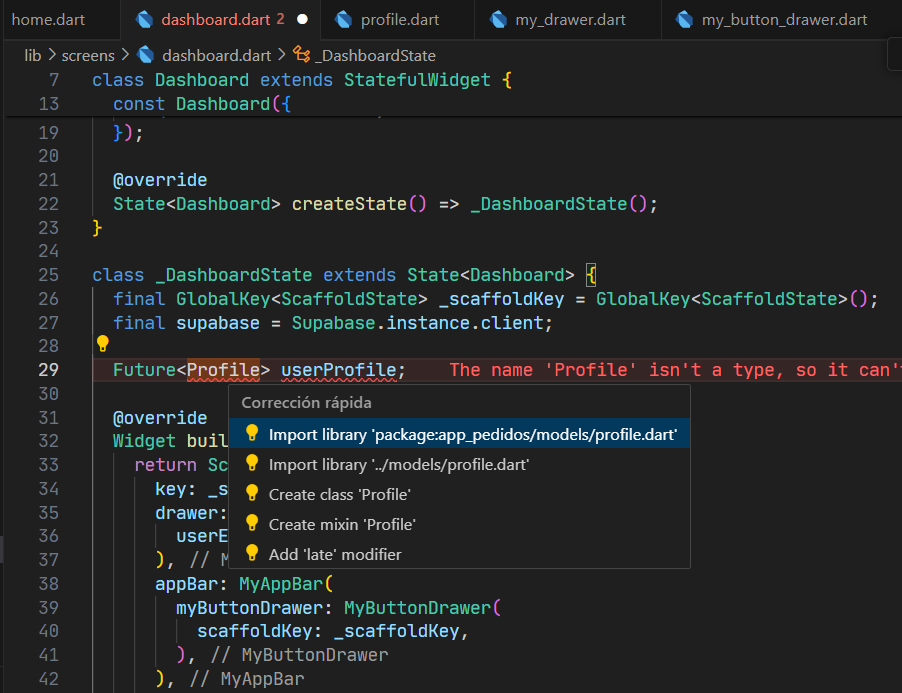 home.dart dashboard.dart 2 profile.dart my_drawer.dart my_button_drawer.dart
lib > screens > dashboard.dart > _DashboardState
7 class Dashboard extends StatefulWidget {
13 const Dashboard({
19 });
20
21 @override
22 State<Dashboard> createState() => _DashboardState();
23 }
24
25 class _DashboardState extends State<Dashboard> {
26 final GlobalKey<ScaffoldState> _scaffoldKey = GlobalKey<ScaffoldState>();
27 final supabase = Supabase.instance.client;
28
29 Future<Profile> userProfile; The name 'Profile' isn't a type, so it can'
30
Corrección rápida
31 @override
Import library 'package:app_pedidos/models/profile.dart'
32 Widget buil
33 return Sc
Import library '../models/profile.dart'
34 key: _s
Create class 'Profile'
35 drawer:
Create mixin 'Profile'
36 userE
37 ), // M
Add 'late' modifier
38 appBar: MyAppBar(
39 myButtonDrawer: MyButtonDrawer(
40 scaffoldKey: _scaffoldKey,
41 ), // MyButtonDrawer
42 ), // MyAppBar